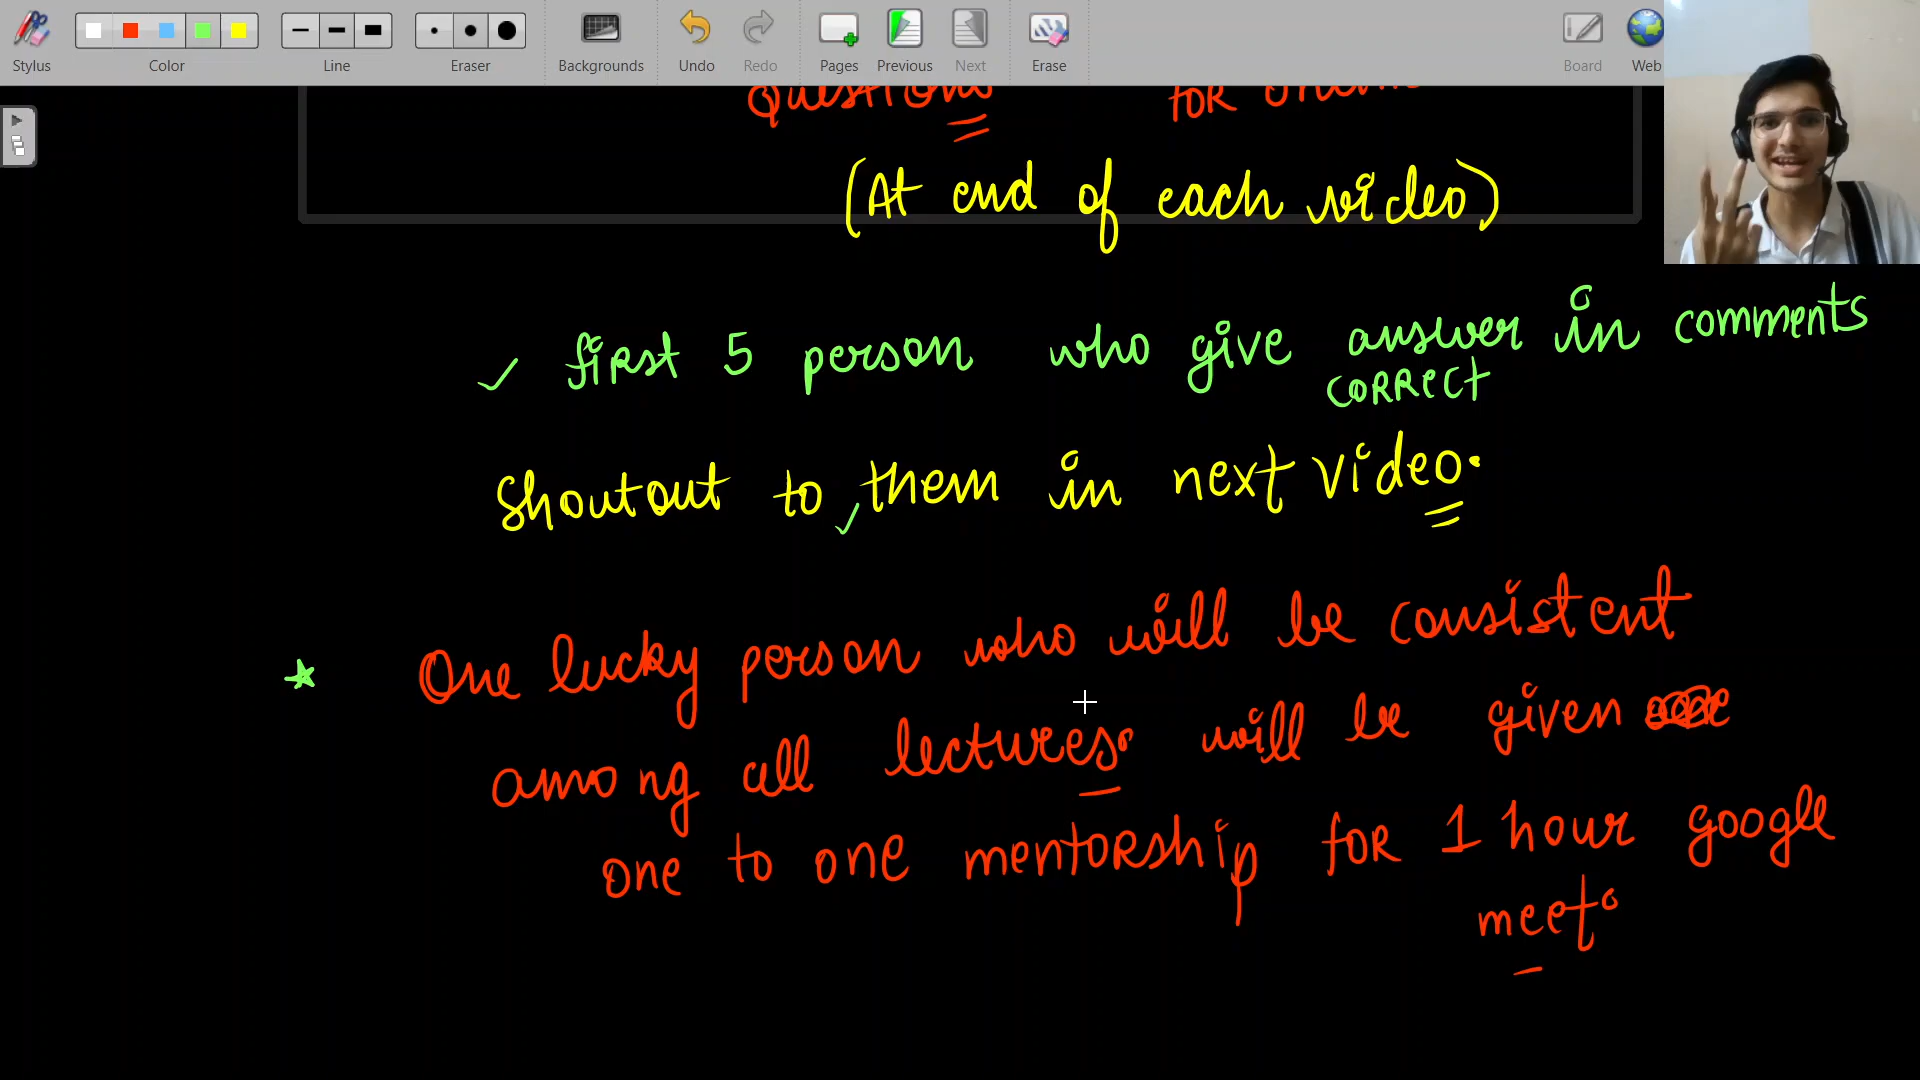 Stylus Color Line Eraser Backgrounds Undo Redo Pages Previous Next Erase Board Web
Questions for
(At end of each video)
✓ first 5 person who give answer in comments
correct
Shoutout to them in next video.
✓
★ One lucky person who will be consistent
among all lectures. will be given
one to one mentorship for 1 hour google
meet.